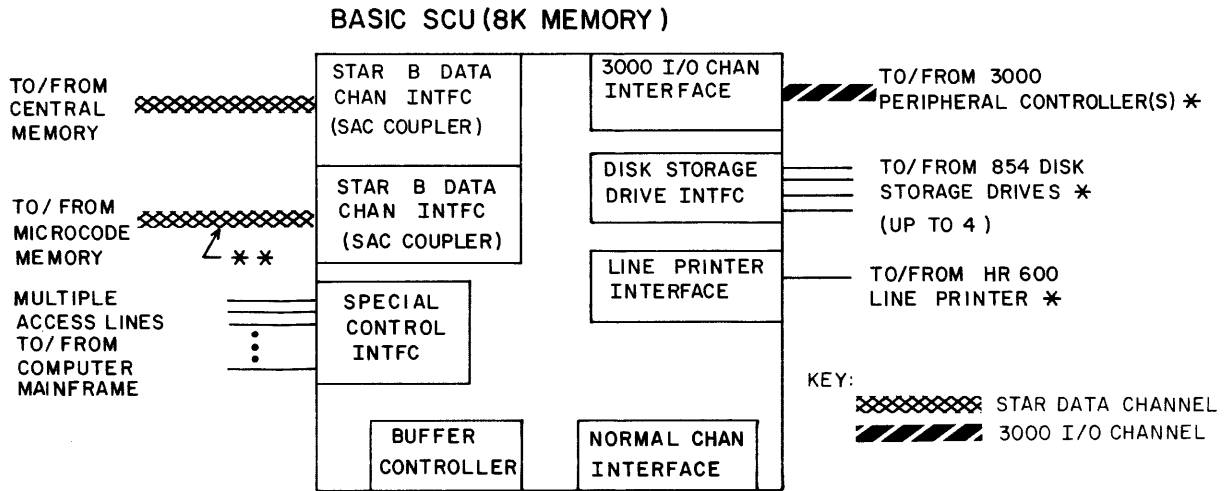 BASIC SCU (8K MEMORY)
TO/FROM
CENTRAL
MEMORY
STAR B DATA
CHAN INTFC
(SAC COUPLER)
3000 I/O CHAN
INTERFACE
TO/FROM 3000
PERIPHERAL CONTROLLER(S) *
TO/FROM
MICROCODE
MEMORY
* *
STAR B DATA
CHAN INTFC
(SAC COUPLER)
DISK STORAGE
DRIVE INTFC
TO/FROM 854 DISK
STORAGE DRIVES *
(UP TO 4)
MULTIPLE
ACCESS LINES
TO/FROM
COMPUTER
MAINFRAME
SPECIAL
CONTROL
INTFC
LINE PRINTER
INTERFACE
TO/FROM HR 600
LINE PRINTER *
BUFFER
CONTROLLER
NORMAL CHAN
INTERFACE
KEY:
STAR DATA CHANNEL
3000 I/O CHANNEL